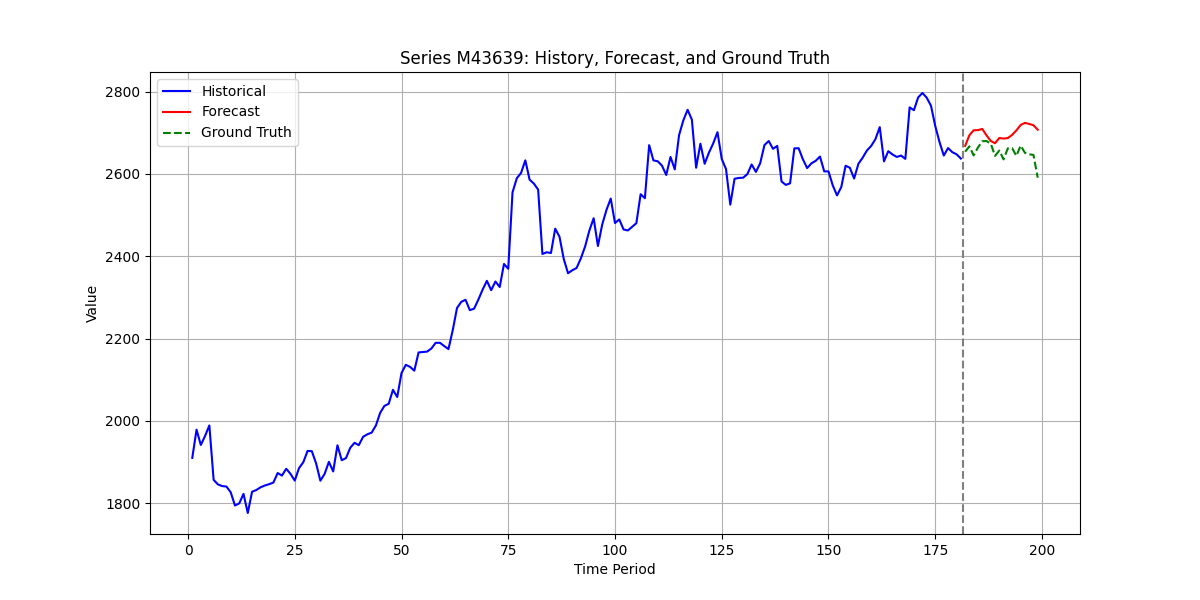 Series M43639: History, Forecast, and Ground Truth
Historical
Forecast
Ground Truth
Value
2800
2600
2400
2200
2000
1800
0 25 50 75 100 125 150 175 200
Time Period